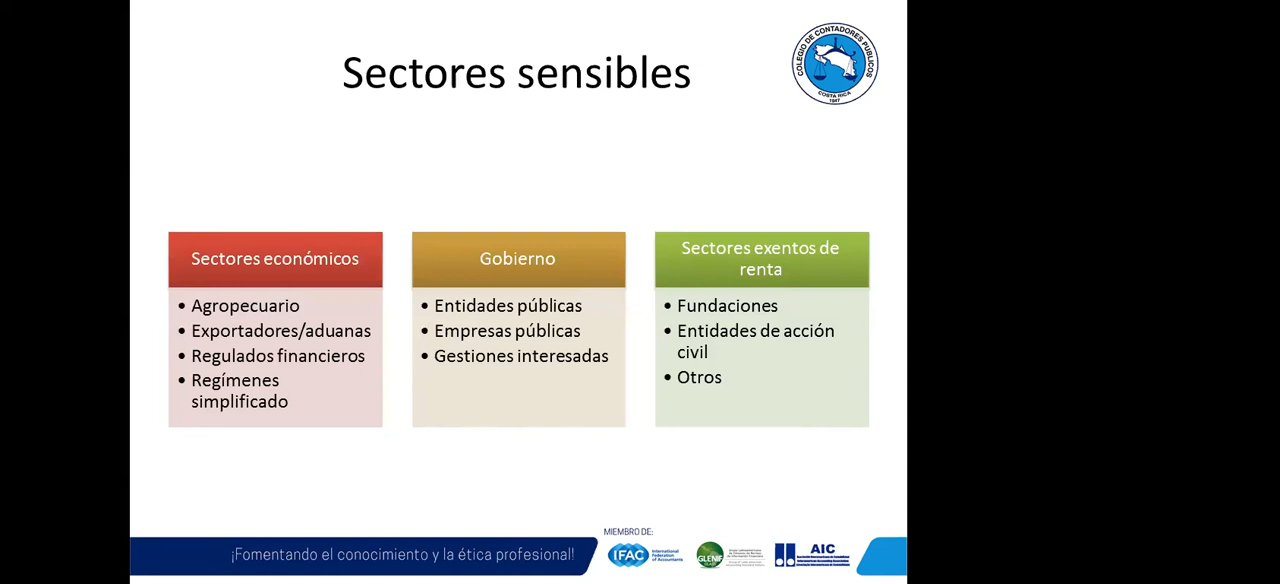 Sectores sensibles
COLEGIO DE CONTADORES PÚBLICOS
COSTA RICA
1947
Sectores económicos
• Agropecuario
• Exportadores/aduanas
• Regulados financieros
• Regímenes
simplificado
Gobierno
• Entidades públicas
• Empresas públicas
• Gestiones interesadas
Sectores exentos de
renta
• Fundaciones
• Entidades de acción
civil
• Otros
¡Fomentando el conocimiento y la ética profesional!
MIEMBRO DE:
IFAC
International
Federation
of Accountants
GLENIF
AIC